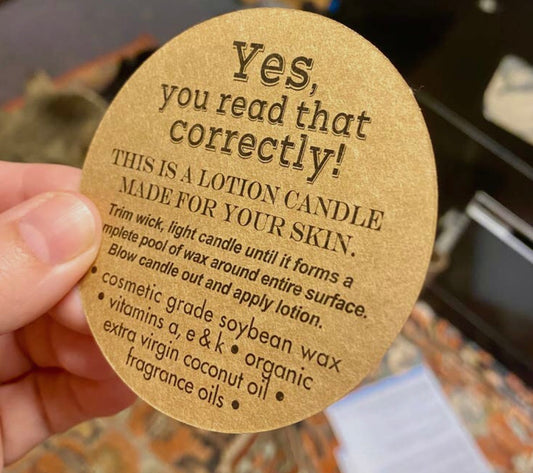 Yes,
you read that
correctly!
THIS IS A LOTION CANDLE
MADE FOR YOUR SKIN.
Trim wick, light candle until it forms a
mplete pool of wax around entire surface.
Blow candle out and apply lotion.
• cosmetic grade soybean wax
• vitamins a, e & k • organic
extra virgin coconut oil •
fragrance oils •